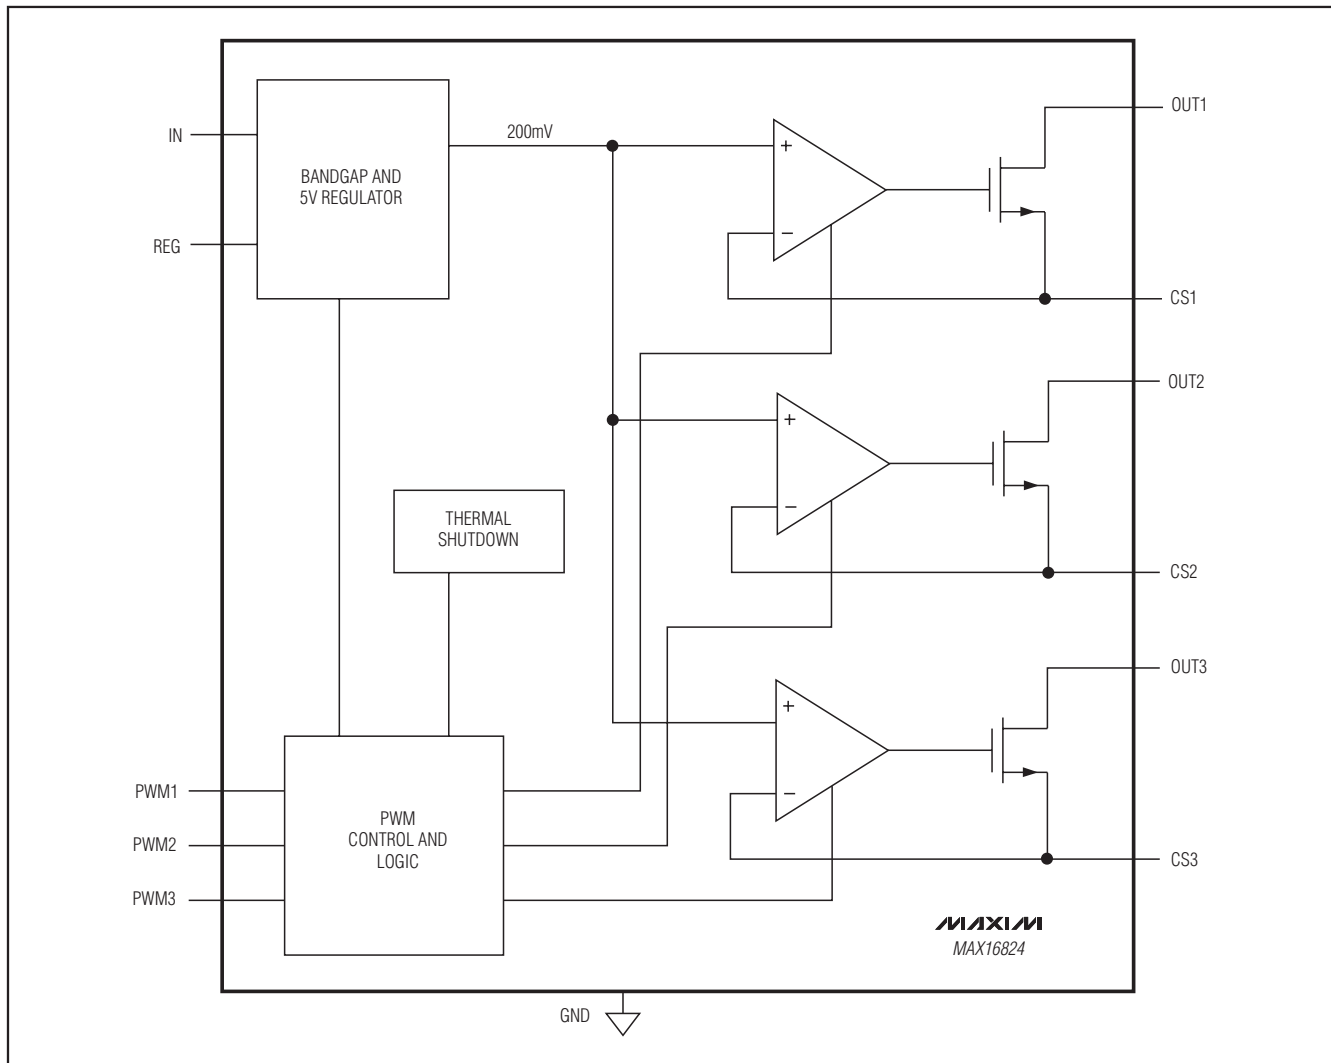 IN
REG
BANDGAP AND
5V REGULATOR
200mV
+
−
OUT1
CS1
+
−
OUT2
CS2
THERMAL
SHUTDOWN
+
−
OUT3
CS3
PWM1
PWM2
PWM3
PWM
CONTROL AND
LOGIC
MAXIM
MAX16824
GND